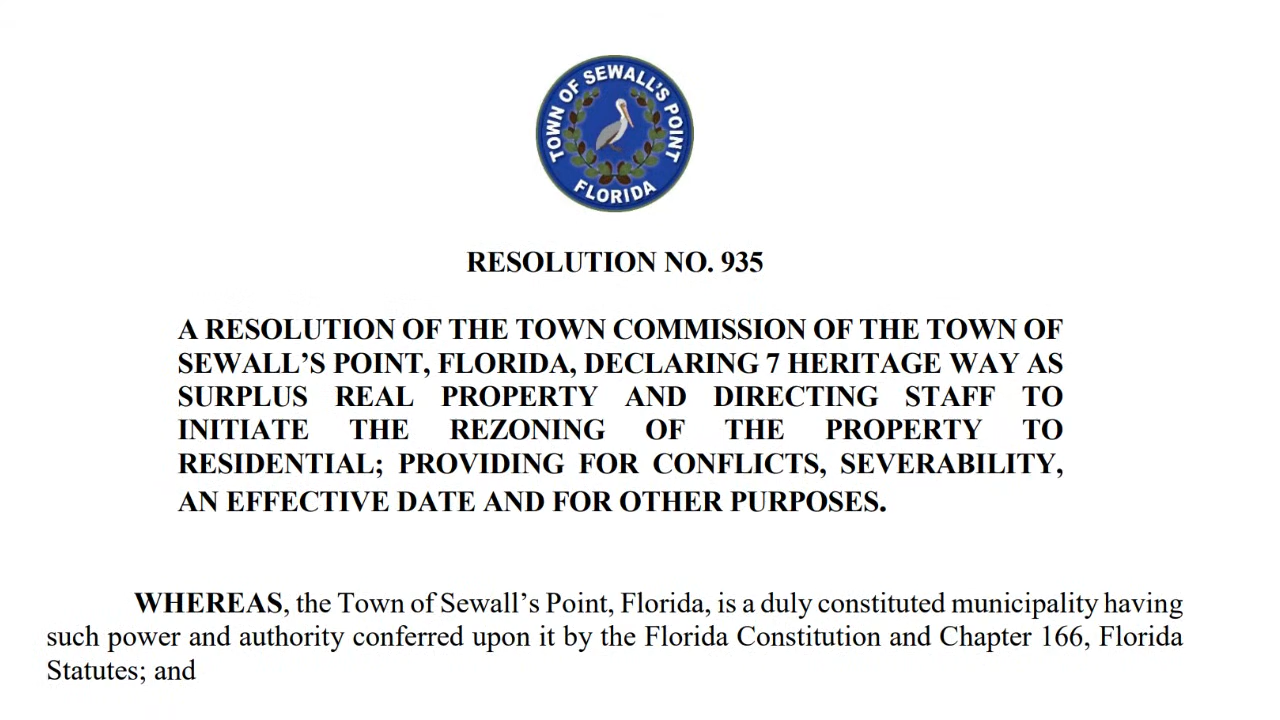 TOWN OF SEWALL'S POINT
FLORIDA
RESOLUTION NO. 935
A RESOLUTION OF THE TOWN COMMISSION OF THE TOWN OF
SEWALL’S POINT, FLORIDA, DECLARING 7 HERITAGE WAY AS
SURPLUS REAL PROPERTY AND DIRECTING STAFF TO
INITIATE THE REZONING OF THE PROPERTY TO
RESIDENTIAL; PROVIDING FOR CONFLICTS, SEVERABILITY,
AN EFFECTIVE DATE AND FOR OTHER PURPOSES.
WHEREAS, the Town of Sewall’s Point, Florida, is a duly constituted municipality having
such power and authority conferred upon it by the Florida Constitution and Chapter 166, Florida
Statutes; and